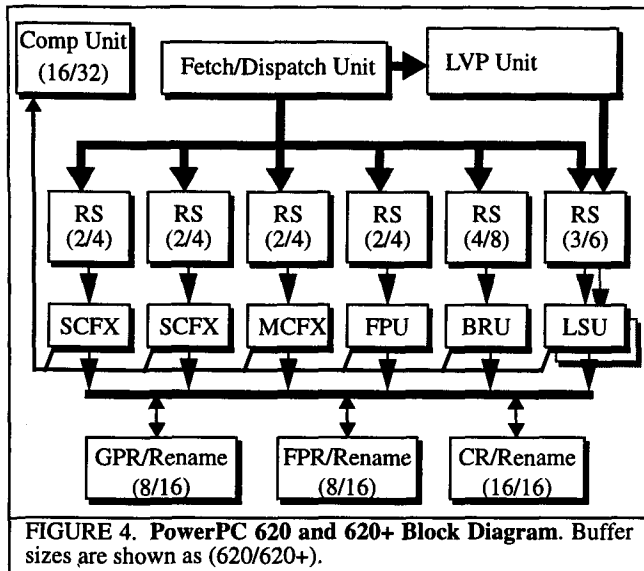 Comp Unit
(16/32)
Fetch/Dispatch Unit
LVP Unit
RS
(2/4)
RS
(2/4)
RS
(2/4)
RS
(2/4)
RS
(4/8)
RS
(3/6)
SCFX
SCFX
MCFX
FPU
BRU
LSU
GPR/Rename
(8/16)
FPR/Rename
(8/16)
CR/Rename
(16/16)
FIGURE 4. PowerPC 620 and 620+ Block Diagram. Buffer
sizes are shown as (620/620+).